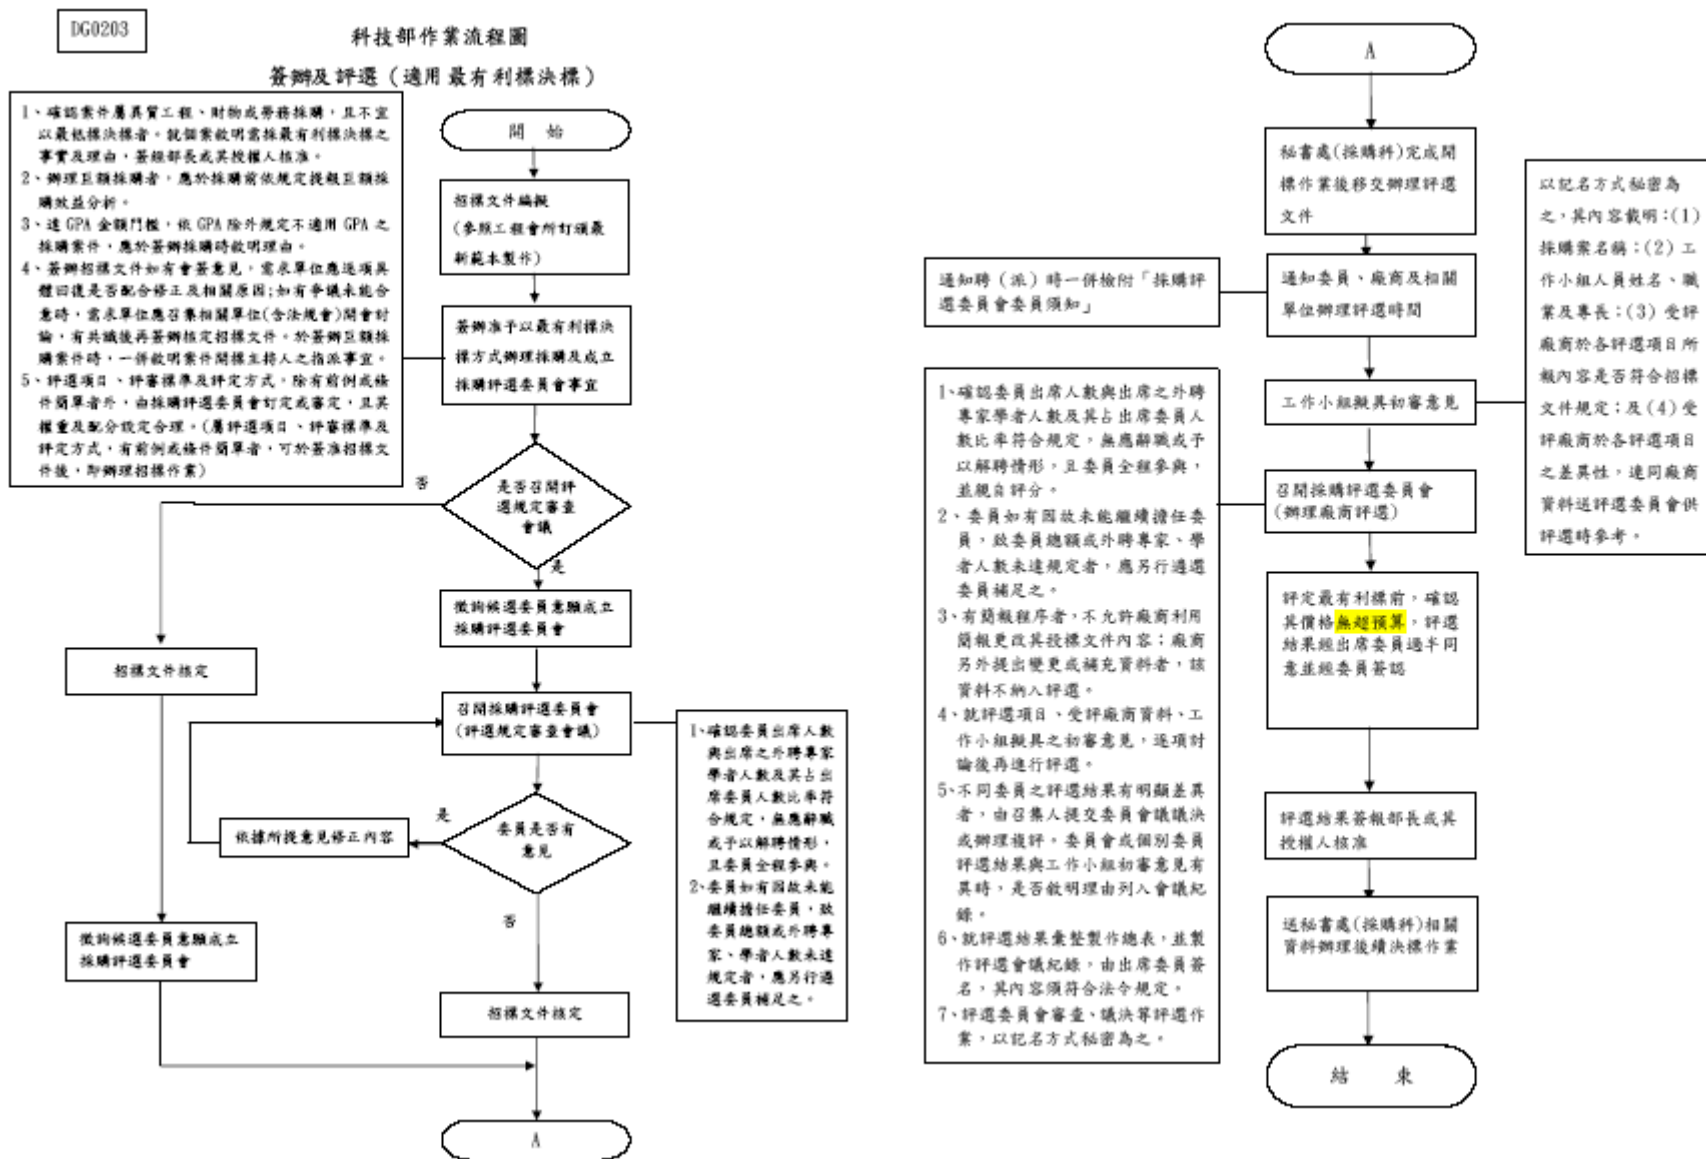 DG0203
科技部作業流程圖
簽辦及評選（適用最有利標決標）
1、確認案件屬異質工程、財物或勞務採購，且不宜
以最低標決標者。就個案敘明需採最有利標決標之
事實及理由，簽經部長或其授權人核准。
2、辦理巨額採購者，應於採購前依規定提報巨額採
購效益分析。
3、達 GPA 金額門檻，依 GPA 除外規定不適用 GPA 之
採購案件，應於簽辦採購時敘明理由。
4、簽辦招標文件如有會簽意見，需求單位應逐項具
體回復是否配合修正及相關原因;如有爭議未能合
意時，需求單位應召集相關單位(含法規會)開會討
論，有共識後再簽辦核定招標文件。於簽辦巨額採
購案件時，一併敘明案件開標主持人之指派事宜。
5、評選項目、評審標準及評定方式，除有前例或條
件簡單者外，由採購評選委員會訂定或審定，且其
權重及配分設定合理。(屬評選項目、評審標準及
評定方式，有前例或條件簡單者，可於簽准招標文
件後，即辦理招標作業)
開 始
招標文件編擬
(參照工程會所訂頒最
新範本製作)
簽辦准予以最有利標決
標方式辦理採購及成立
採購評選委員會事宜
是否召開評
選規定審查
會議
否
是
徵詢候選委員意願成立
採購評選委員會
招標文件核定
召開採購評選委員會
(評選規定審查會議)
1、確認委員出席人數
與出席之外聘專家
學者人數及其占出
席委員人數比率符
合規定，無應辭職
或予以解聘情形，
且委員全程參與。
2、委員如有因故未能
繼續擔任委員，致
委員總額或外聘專
家、學者人數未達
規定者，應另行遴
選委員補足之。
委員是否有
意見
是
依據所提意見修正內容
否
徵詢候選委員意願成立
採購評選委員會
招標文件核定
A
A
秘書處(採購科)完成開
標作業後移交辦理評選
文件
通知委員、廠商及相關
單位辦理評選時間
通知聘（派）時一併檢附「採購評
選委員會委員須知」
工作小組擬具初審意見
以記名方式秘密為
之，其內容載明：(1)
採購案名稱；(2) 工
作小組人員姓名、職
業及專長；(3) 受評
廠商於各評選項目所
報內容是否符合招標
文件規定；及(4) 受
評廠商於各評選項目
之差異性，連同廠商
資料送評選委員會供
評選時參考。
召開採購評選委員會
(辦理廠商評選)
1、確認委員出席人數與出席之外聘
專家學者人數及其占出席委員人
數比率符合規定，無應辭職或予
以解聘情形，且委員全程參與，
並親自評分。
2、委員如有因故未能繼續擔任委
員，致委員總額或外聘專家、學
者人數未達規定者，應另行遴選
委員補足之。
3、有簡報程序者，不允許廠商利用
簡報更改其投標文件內容；廠商
另外提出變更或補充資料者，該
資料不納入評選。
4、就評選項目、受評廠商資料、工
作小組擬具之初審意見，逐項討
論後再進行評選。
5、不同委員之評選結果有明顯差異
者，由召集人提交委員會議議決
或辦理複評。委員會或個別委員
評選結果與工作小組初審意見有
異時，是否敘明理由列入會議紀
錄。
6、就評選結果彙整製作總表，並製
作評選會議紀錄，由出席委員簽
名，其內容須符合法令規定。
7、評選委員會審查、議決等評選作
業，以記名方式秘密為之。
評定最有利標前，確認
其價格無超預算，評選
結果經出席委員過半同
意並經委員簽認
評選結果簽報部長或其
授權人核准
送秘書處(採購科)相關
資料辦理後續決標作業
結 束